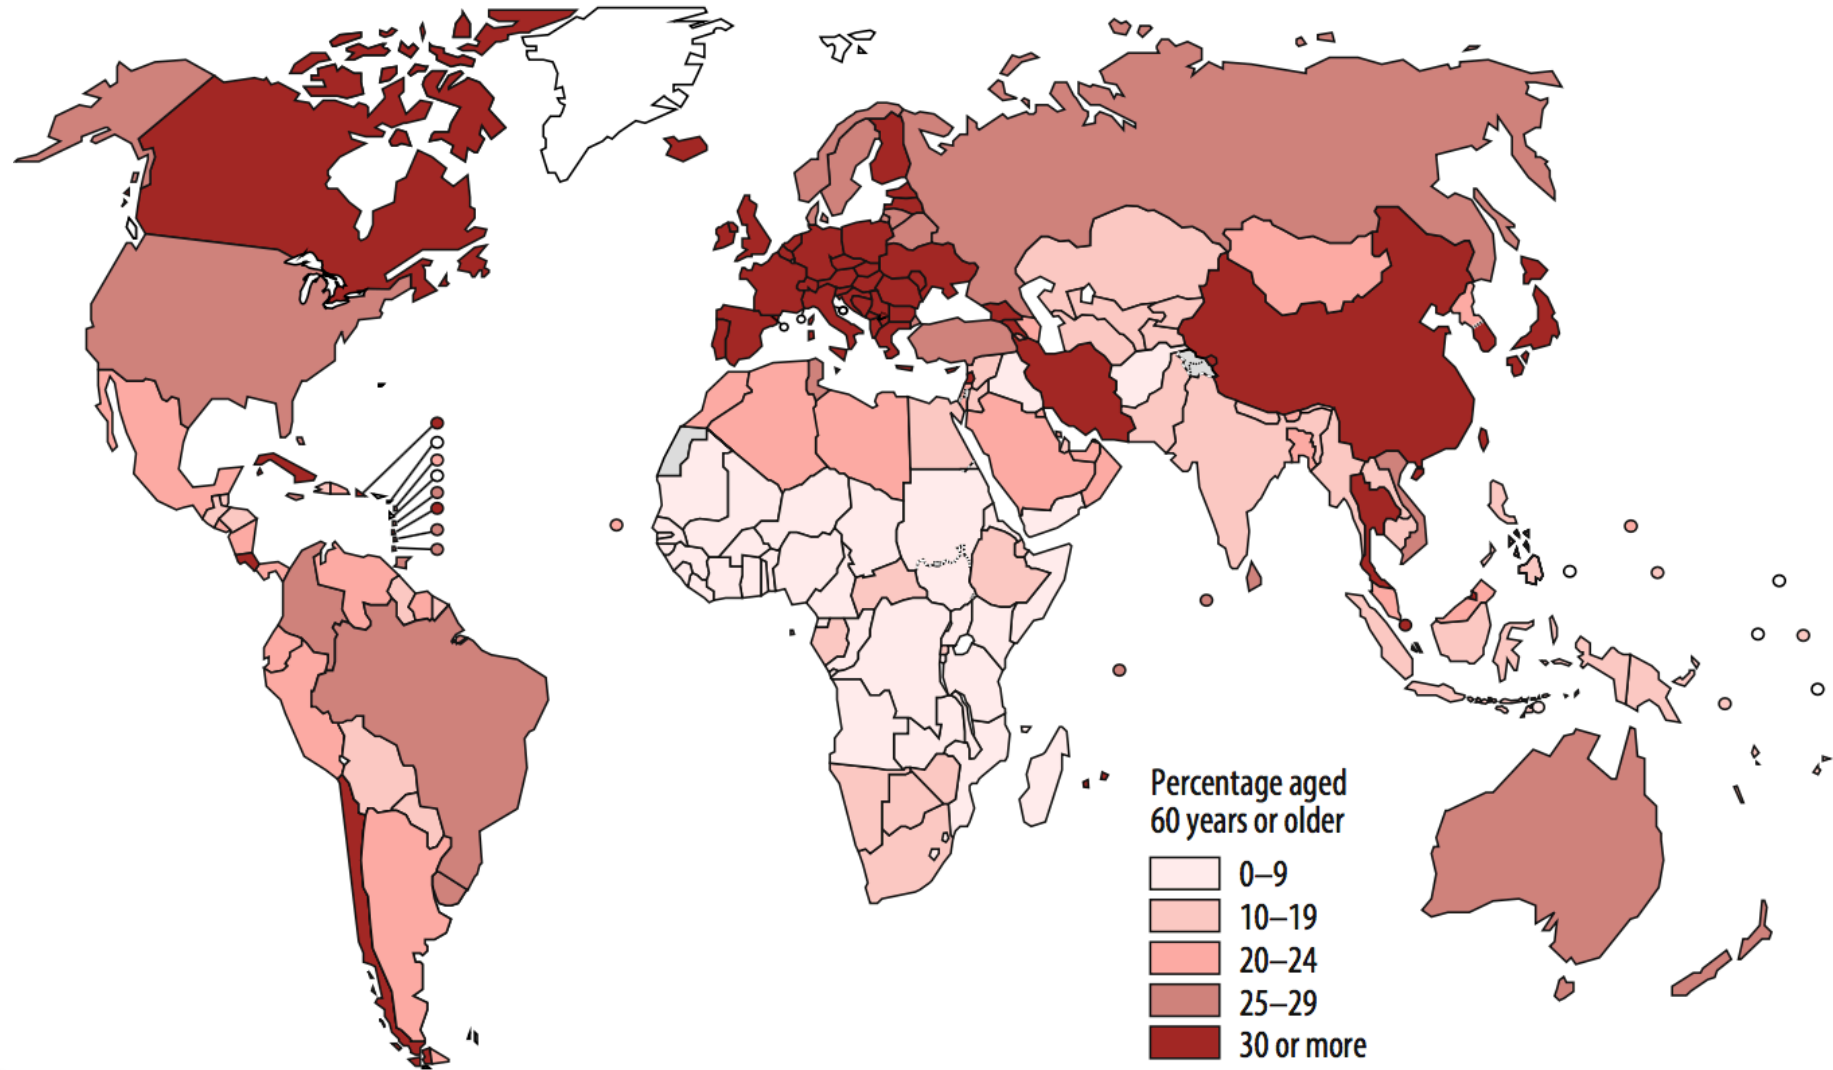 Percentage aged
60 years or older
0–9
10–19
20–24
25–29
30 or more